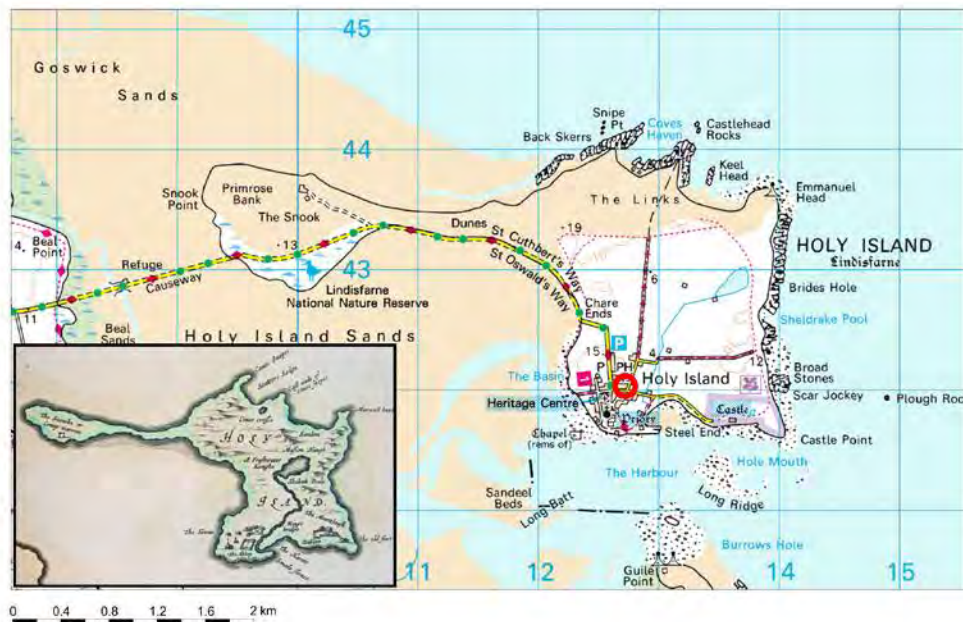 45
Goswick
Sands
Snipe
Pt
Coves
Haven
Castlehead
Rocks
Back Skerrs
44
Keel
Head
Snook
Point
Primrose
Bank
The Snook
The Links
Emmanuel
Head
Dunes
St Cuthbert's Way
St Oswald's Way
19
HOLY ISLAND
Lindisfarne
4
Beal
Point
13
Refuge
Causeway
43
6
Lindisfarne
National Nature Reserve
Brides Hole
Chare
Ends
11
Beal
Sands
Holy Island Sands
Sheldrake Pool
P
15
4
12
P
PH
The Basin
Holy Island
Broad
Stones
Heritage Centre
Scar Jockey
Plough Roc
Castle
Priory
Chapel
(rems of)
Steel End
Castle Point
The Harbour
Hole Mouth
Sandeel
Beds
Long Batt
Long Ridge
Burrows Hole
Guile
Point
11
12
14
15
HOLY
ISLAND
0 0.4 0.8 1.2 1.6 2 km